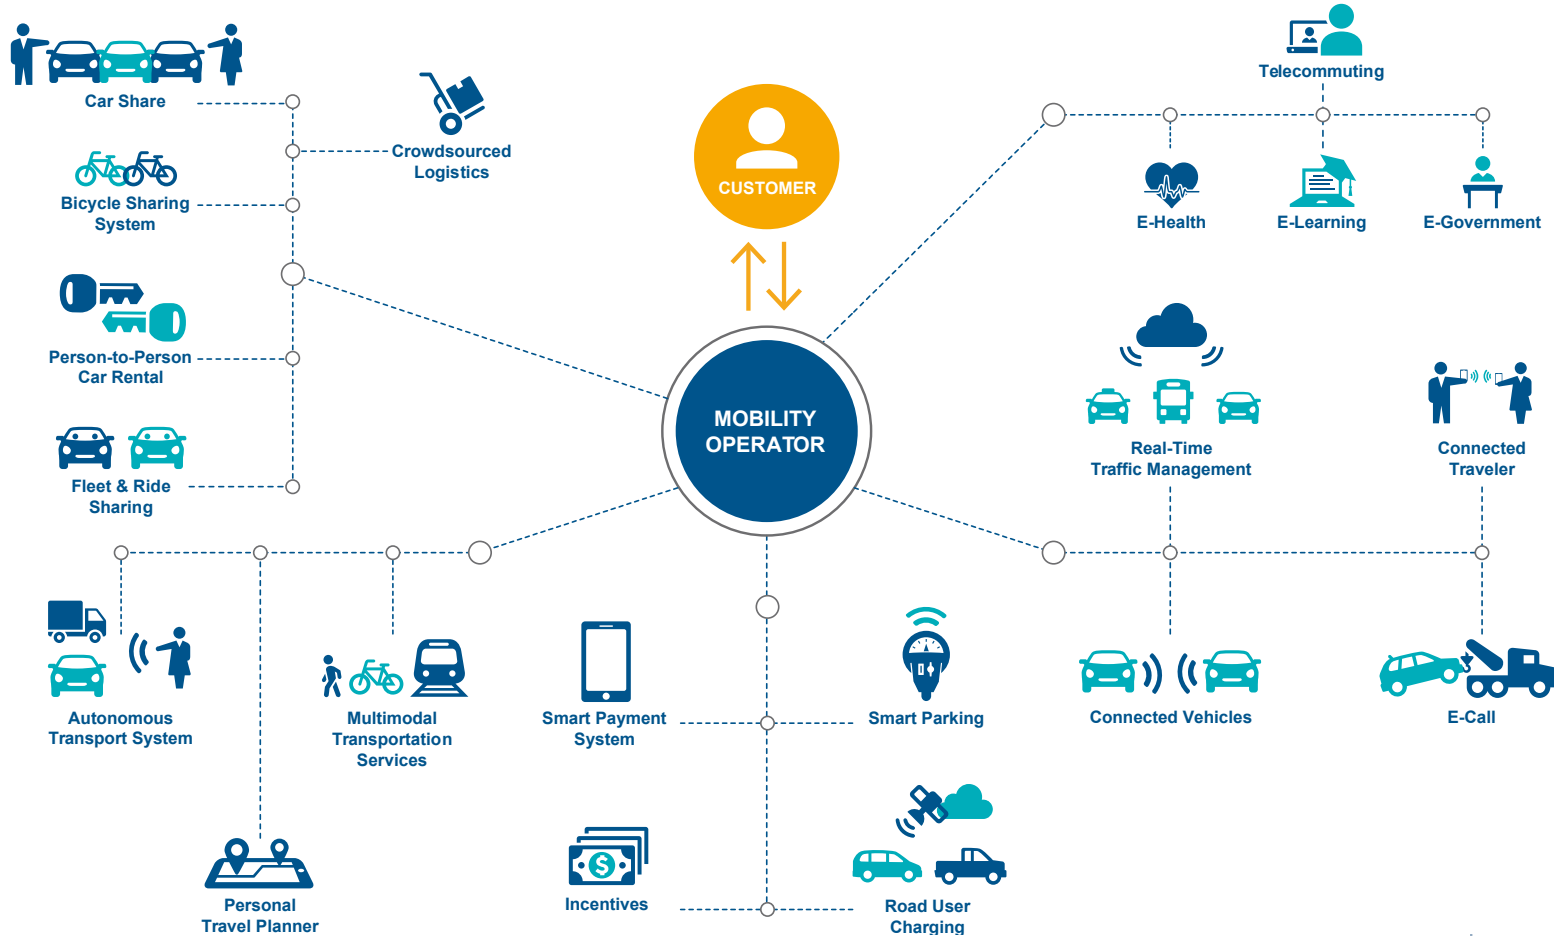 Car Share
Crowdsourced
Logistics
Bicycle Sharing
System
Person-to-Person
Car Rental
Fleet & Ride
Sharing
CUSTOMER
MOBILITY
OPERATOR
Telecommuting
E-Health
E-Learning
E-Government
Real-Time
Traffic Management
Connected
Traveler
Autonomous
Transport System
Multimodal
Transportation
Services
Personal
Travel Planner
Smart Payment
System
Smart Parking
Incentives
$
Road User
Charging
Connected Vehicles
E-Call